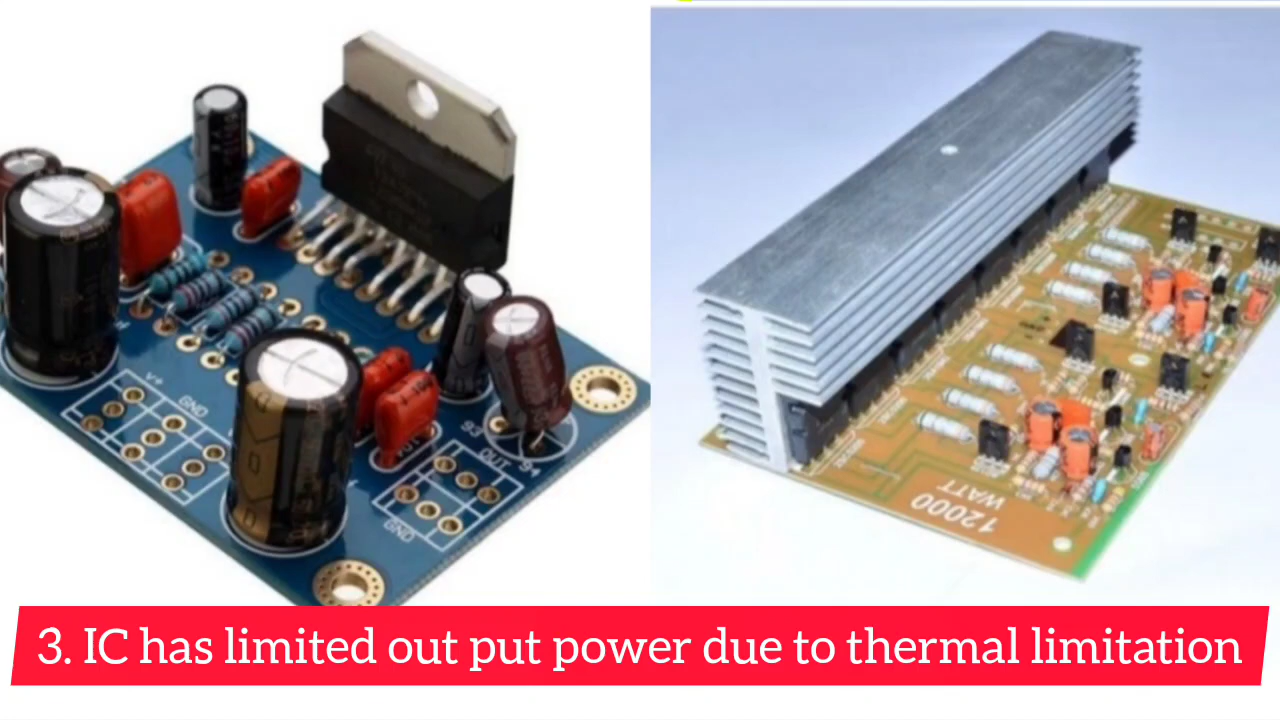 V+
GND
OUT
GND
12000
WATT
3. IC has limited out put power due to thermal limitation